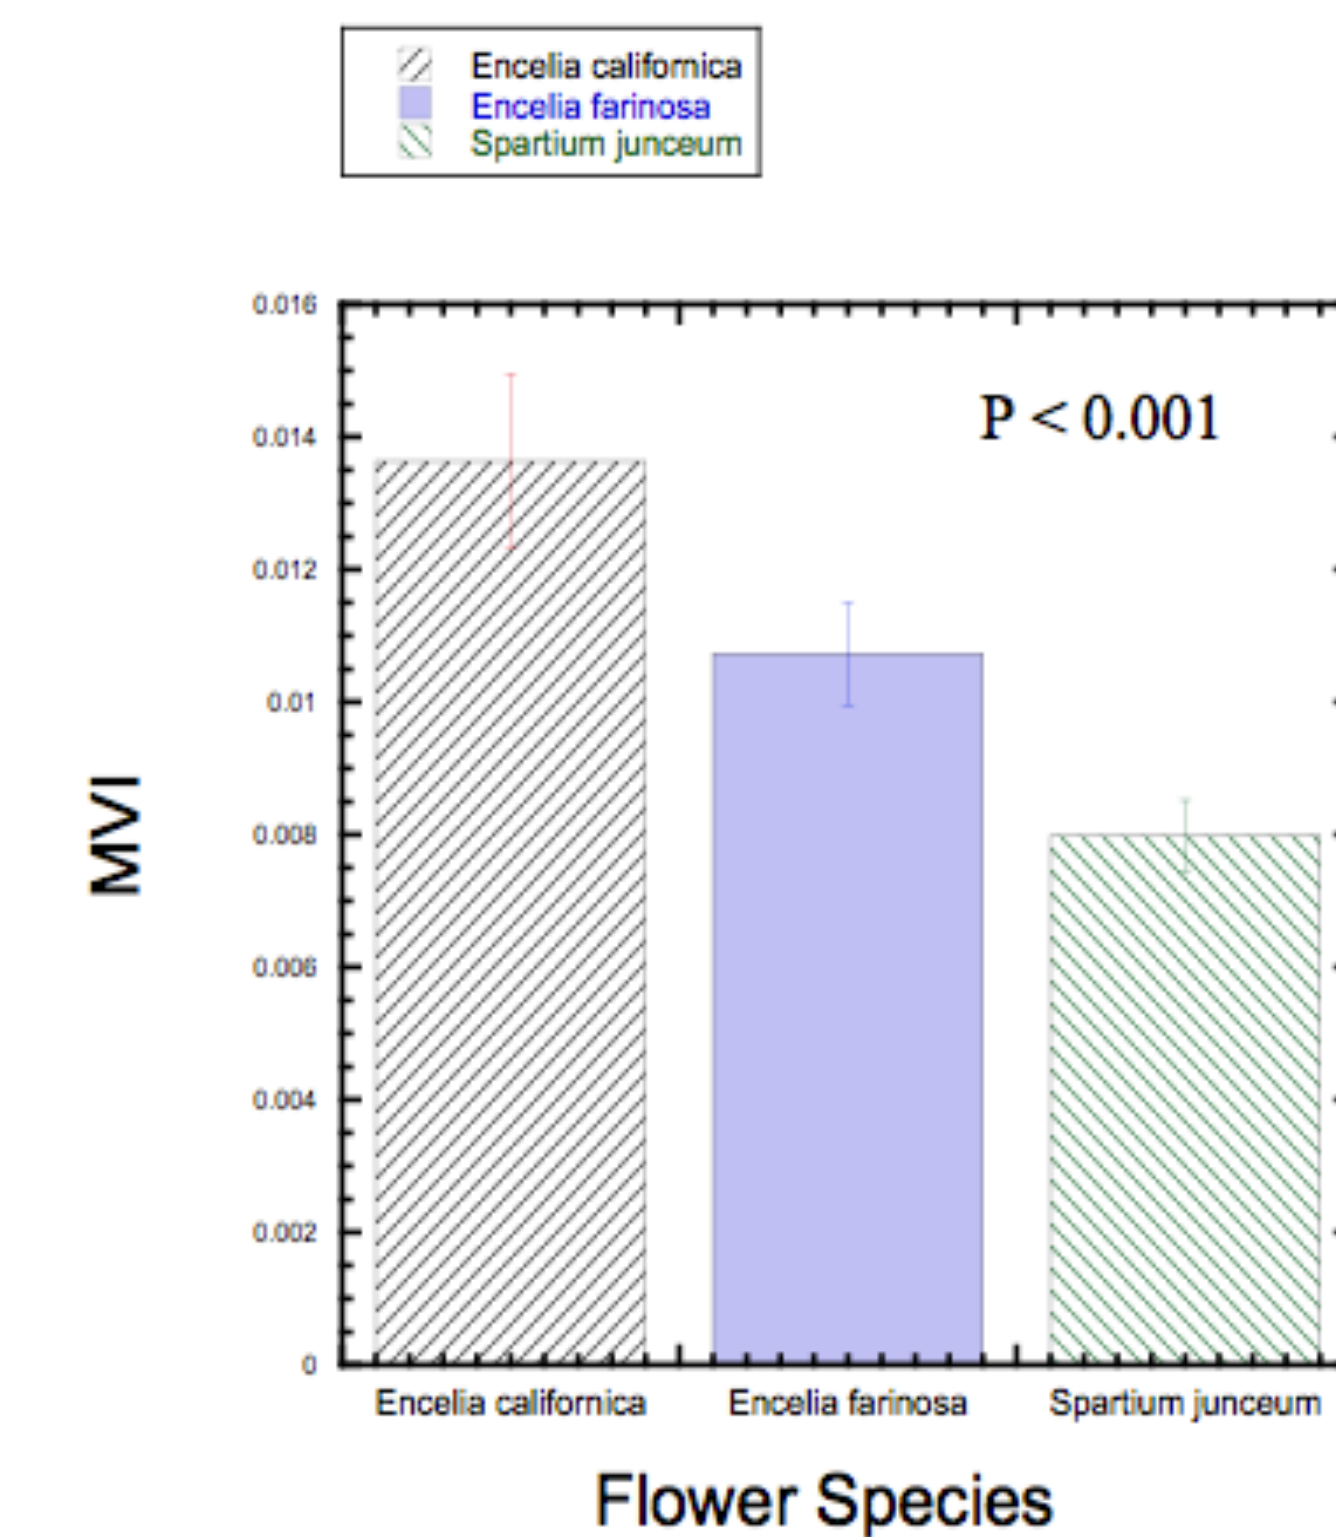 Encelia californica
Encelia farinosa
Spartium junceum
0.016
0.014
0.012
0.01
0.008
0.006
0.004
0.002
0
MVI
P < 0.001
Encelia californica
Encelia farinosa
Spartium junceum
Flower Species